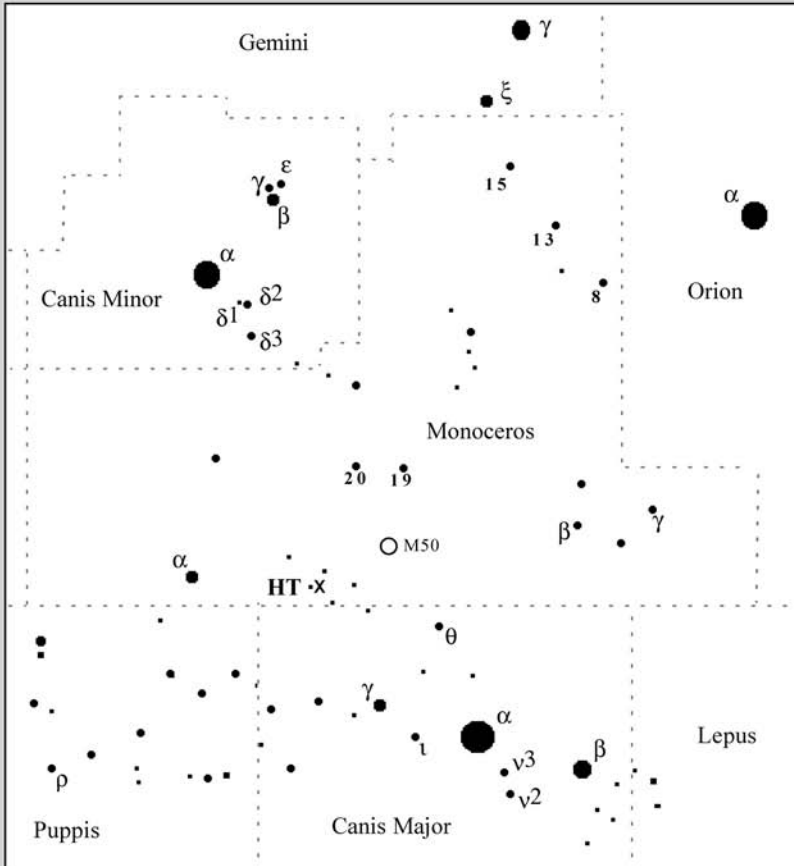 Gemini
γ
ξ
ε
γ
β
15
α
13
α
Canis Minor
δ2
δ1
δ3
8
Orion
Monoceros
20
19
β
γ
M50
α
HT X
θ
γ
α
ι
ν3
β
ν2
Lepus
ρ
Puppis
Canis Major